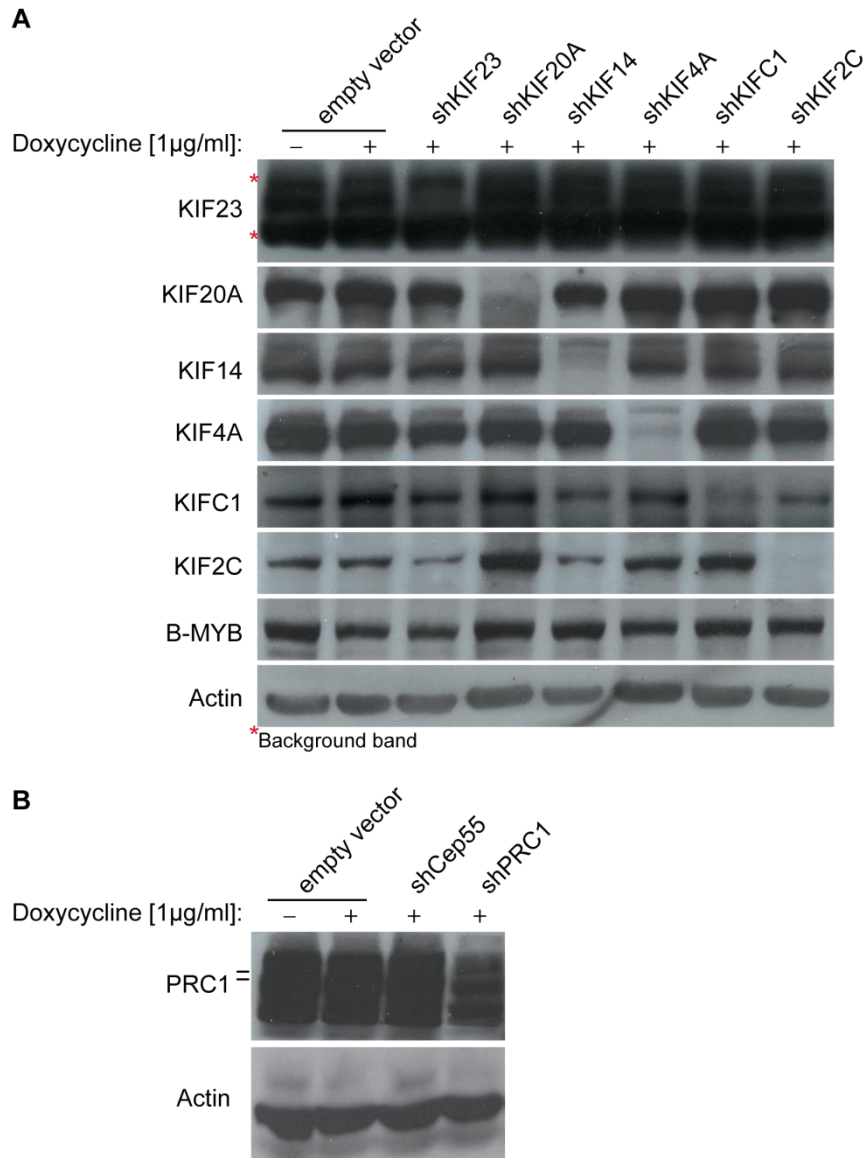 A
empty vector
shKIF23
shKIF20A
shKIF14
shKIF4A
shKIFC1
shKIF2C
Doxycycline [1µg/ml]: – + + + + + + +
*
KIF23
*
KIF20A
KIF14
KIF4A
KIFC1
KIF2C
B-MYB
Actin
*Background band
B
empty vector
shCep55
shPRC1
Doxycycline [1µg/ml]: – + + +
PRC1
Actin